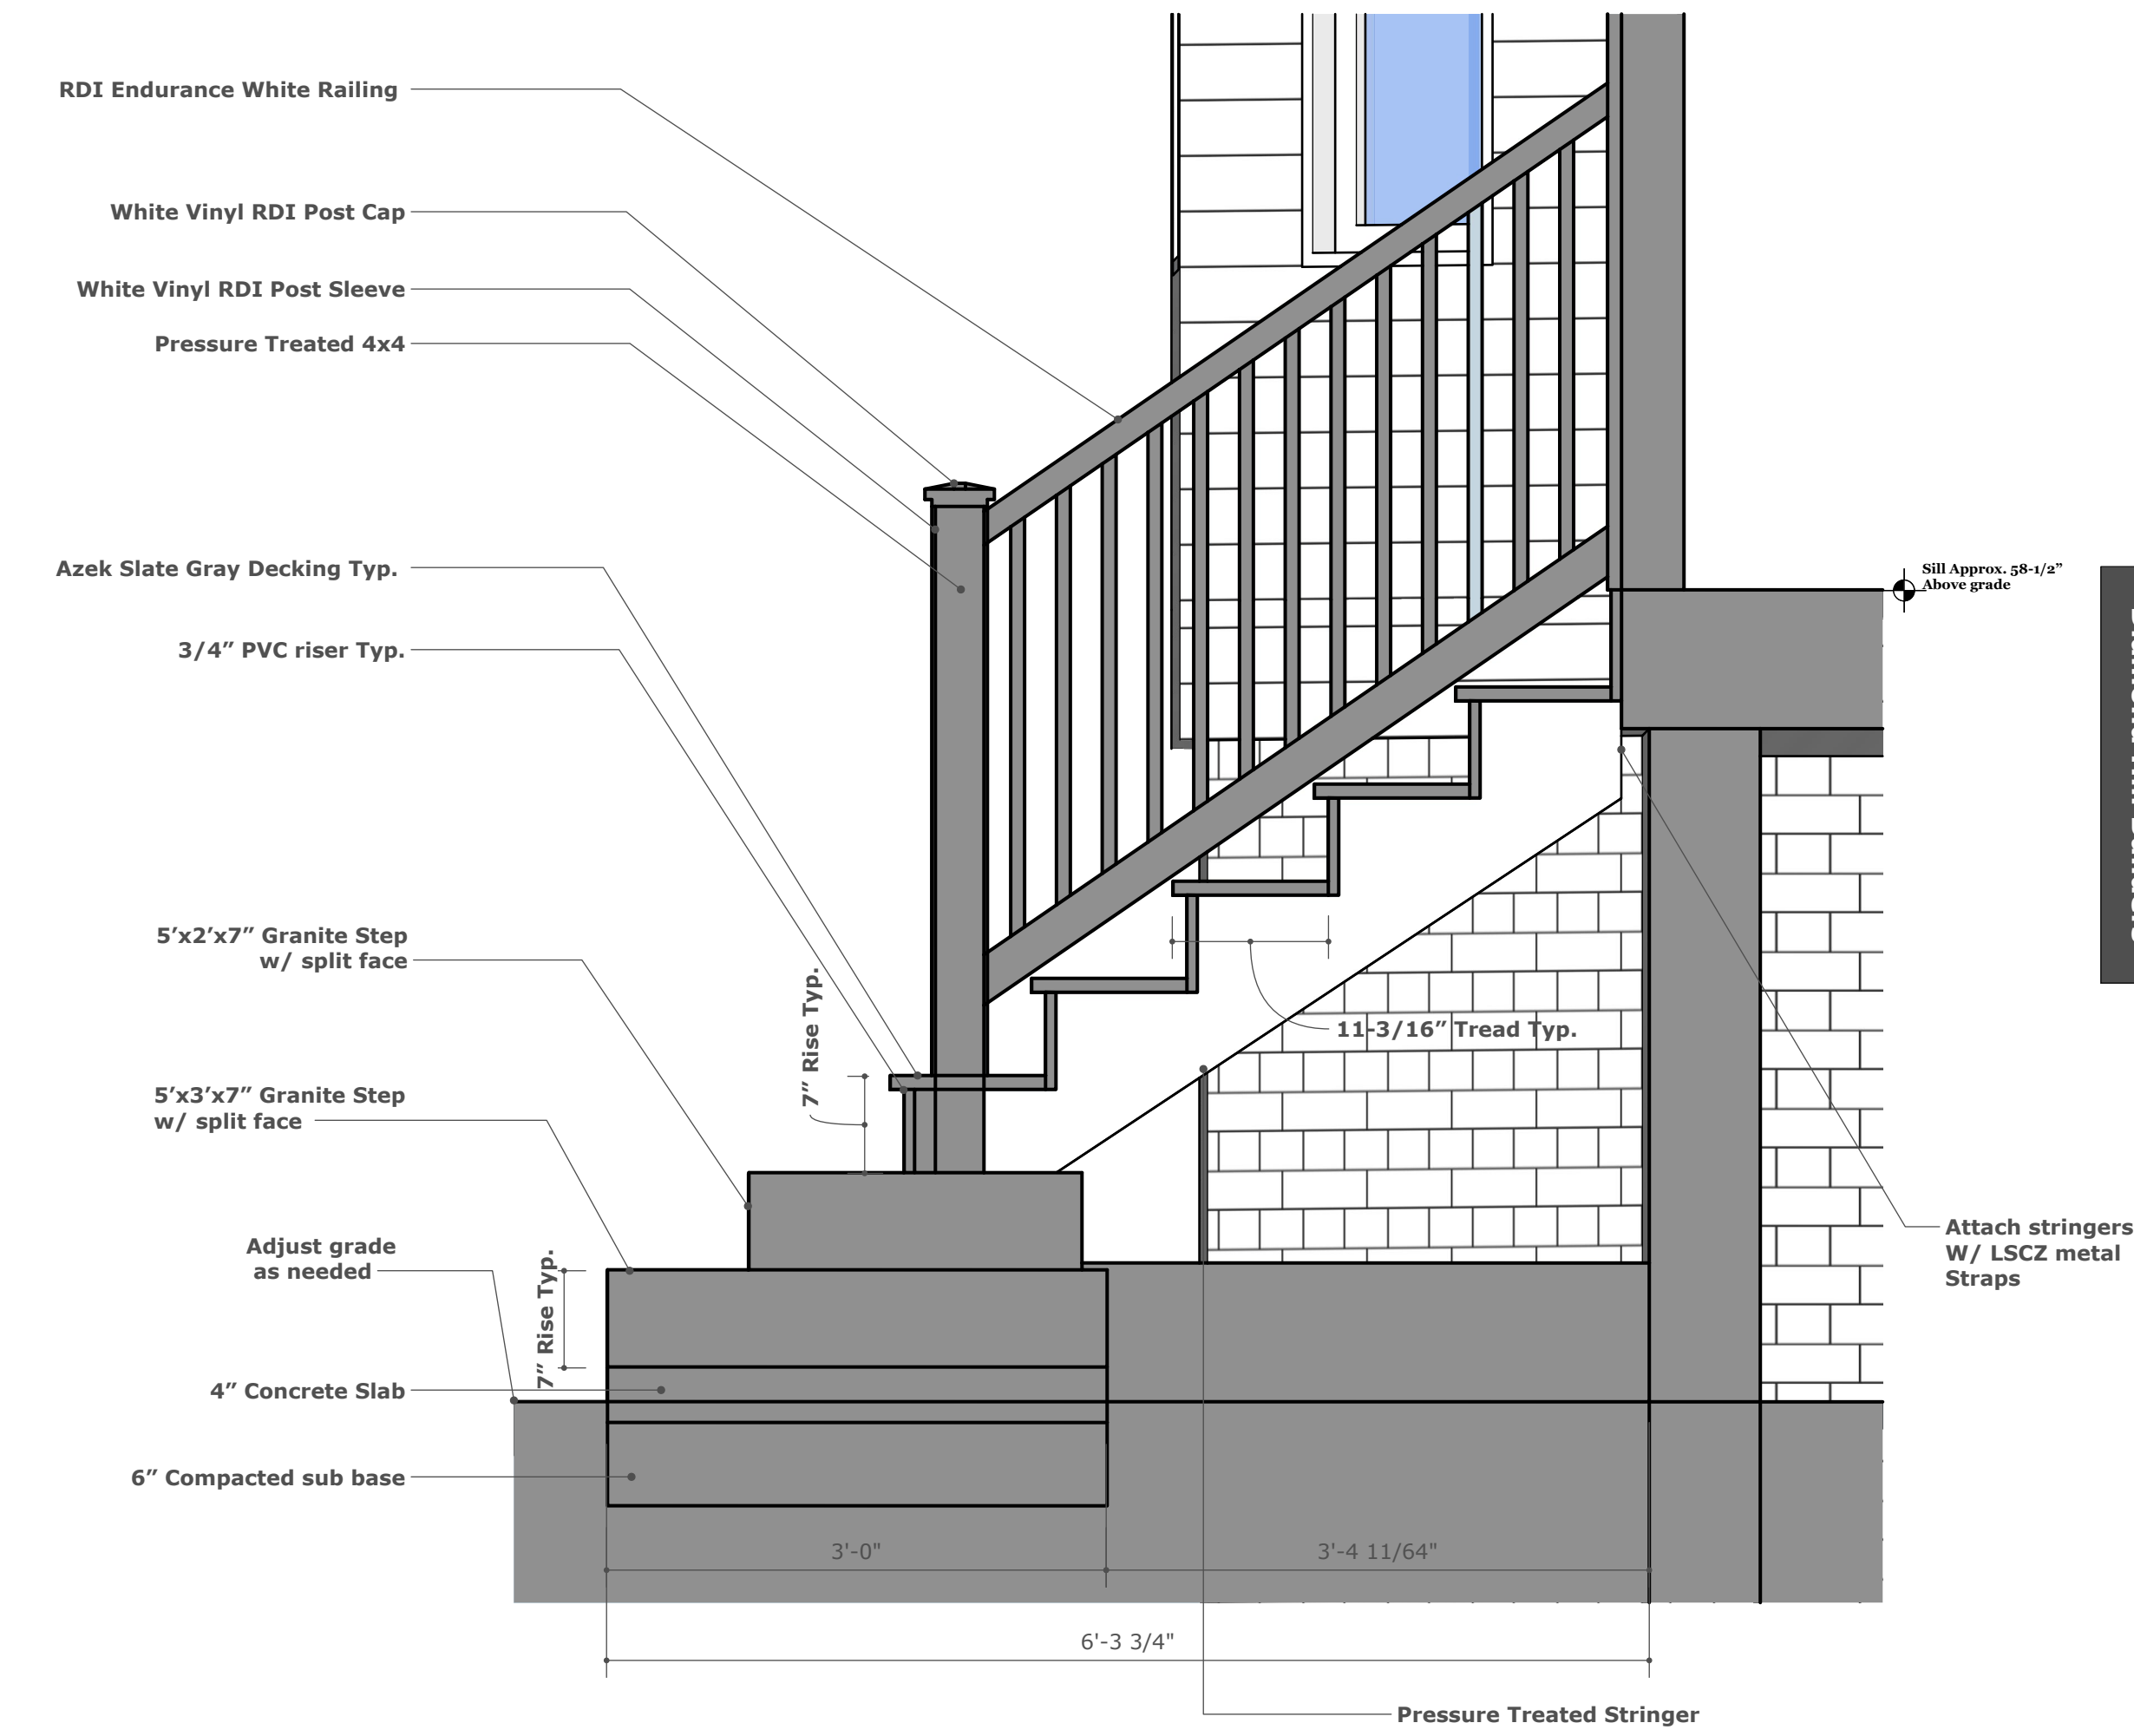 RDI Endurance White Railing
White Vinyl RDI Post Cap
White Vinyl RDI Post Sleeve
Pressure Treated 4x4
Azek Slate Gray Decking Typ.
Sill Approx. 58-1/2”
Above grade
3/4” PVC riser Typ.
5’x2’x7” Granite Step
w/ split face
7” Rise Typ.
11-3/16” Tread Typ.
5’x3’x7” Granite Step
w/ split face
Adjust grade
as needed
7” Rise Typ.
Attach stringers
W/ LSCZ metal
Straps
4” Concrete Slab
6” Compacted sub base
3'-0"
3'-4 11/64"
6'-3 3/4"
Pressure Treated Stringer